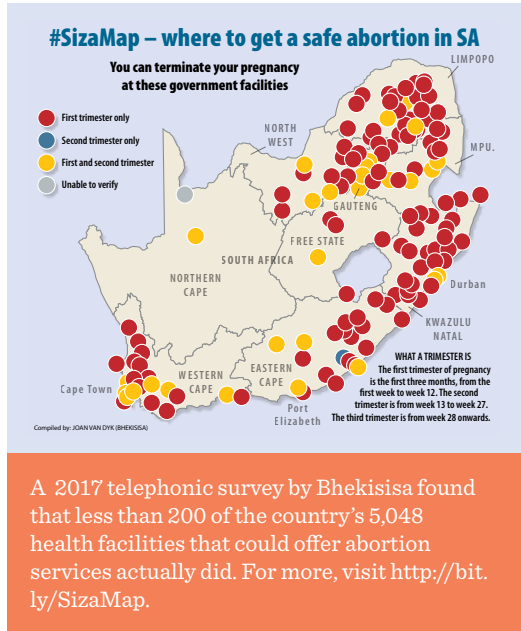 #SizaMap – where to get a safe abortion in SA
You can terminate your pregnancy
at these government facilities
First trimester only
Second trimester only
First and second trimester
Unable to verify
LIMPOPO
NORTH
WEST
MPU.
GAUTENG
FREE STATE
SOUTH AFRICA
NORTHERN
CAPE
Durban
KWAZULU
NATAL
WESTERN
CAPE
EASTERN
CAPE
Cape Town
Port
Elizabeth
WHAT A TRIMESTER IS
The first trimester of pregnancy
is the first three months, from the
first week to week 12. The second
trimester is from week 13 to week 27.
The third trimester is from week 28 onwards.
Compiled by: JOAN VAN DYK (BHEKISISA)
A 2017 telephonic survey by Bhekisisa found
that less than 200 of the country's 5,048
health facilities that could offer abortion
services actually did. For more, visit http://bit.
ly/SizaMap.